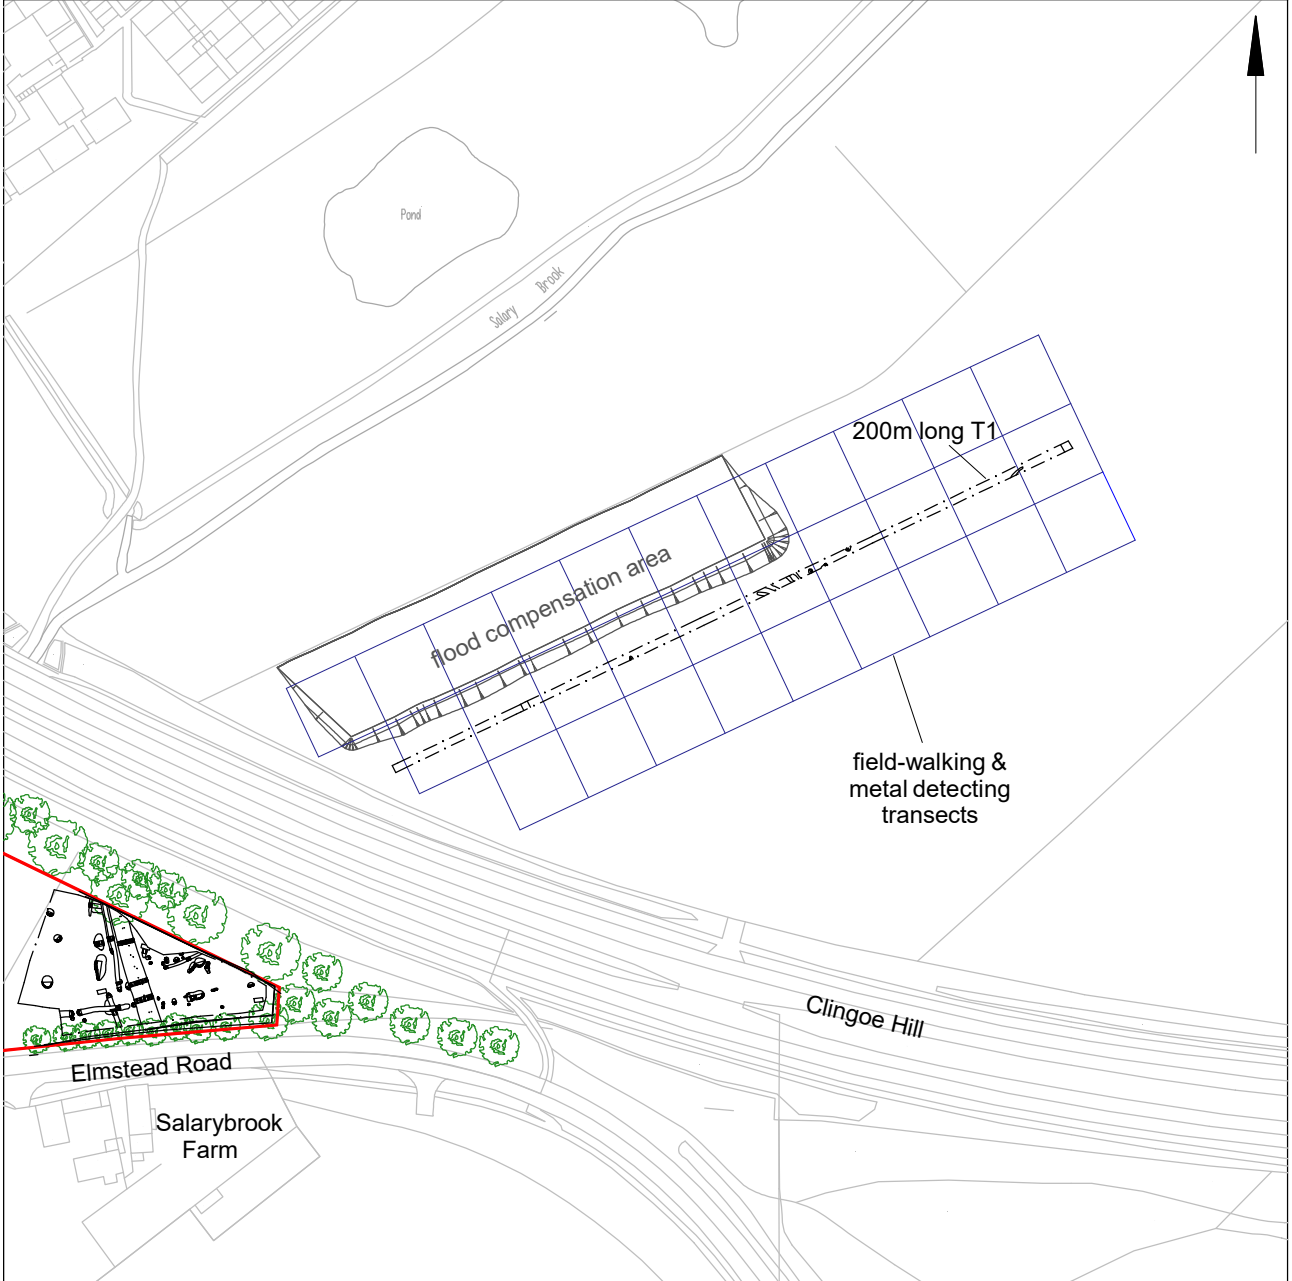 Pond
Salary Brook
200m long T1
flood compensation area
field-walking &
metal detecting
transects
Clingoe Hill
Elmstead Road
Salarybrook
Farm